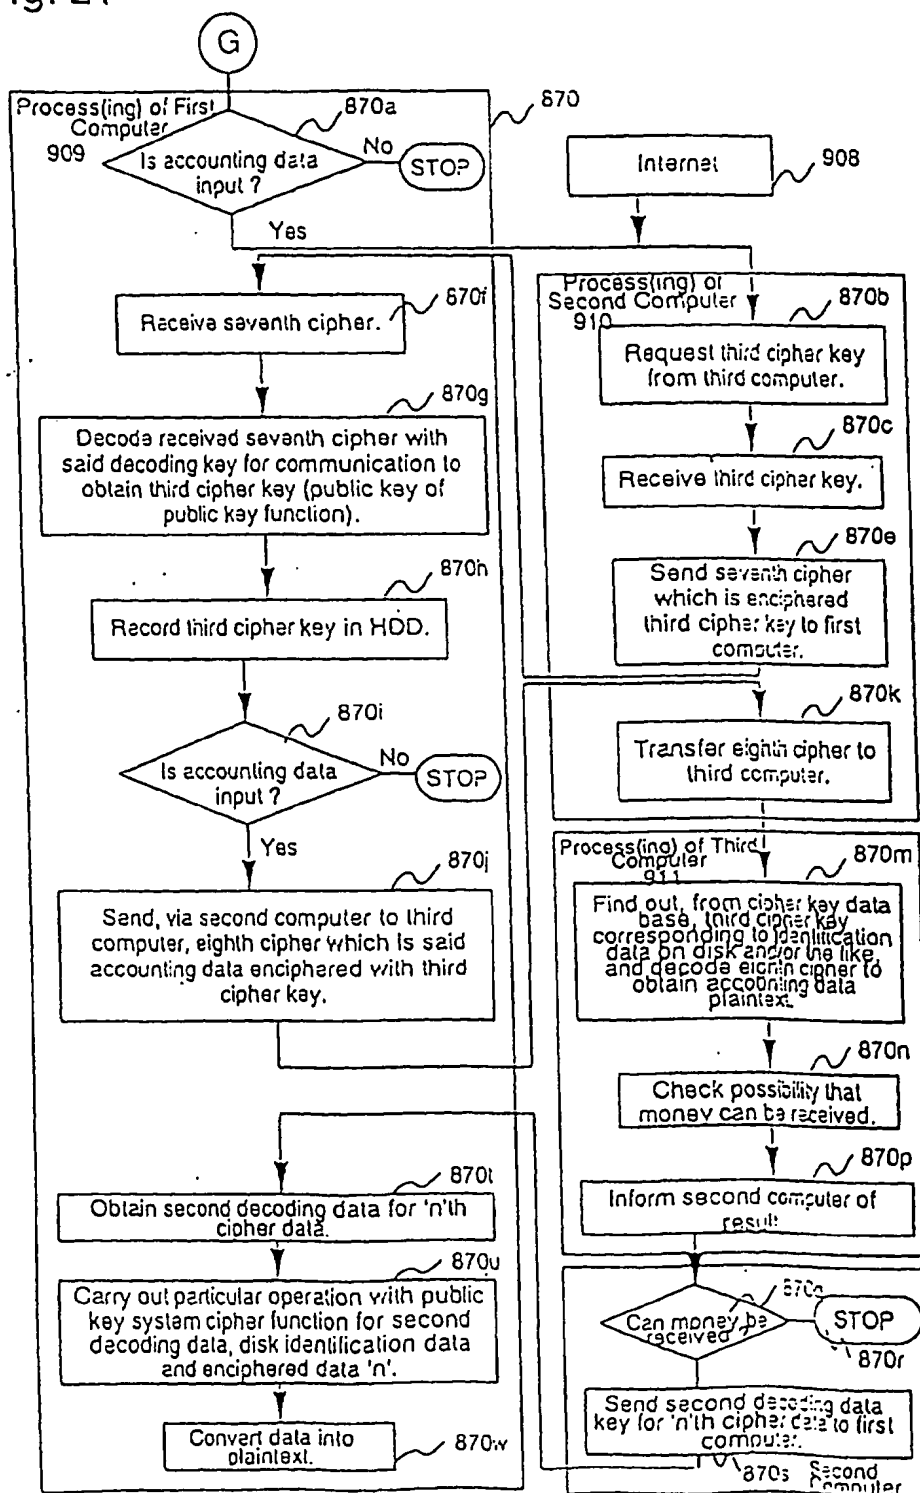 G
Process(ing) of First
Computer
909
870a
870
Is accounting data
input ?
No
STOP
Yes
Internet
908
870f
Receive seventh cipher.
Process(ing) of
Second Computer
910
870b
Request third cipher key
from third computer.
870g
Decode received seventh cipher with
said decoding key for communication to
obtain third cipher key (public key of
public key function).
870c
Receive third cipher key.
870e
Send seventh cipher
which is enciphered
third cipher key to first
computer.
870h
Record third cipher key in HDD.
870i
Is accounting data
input ?
No
STOP
Yes
870k
Transfer eighth cipher to
third computer.
870j
Send, via second computer to third
computer, eighth cipher which is said
accounting data enciphered with third
cipher key.
Process(ing) of Third
Computer
911
870m
Find out, from cipher key data
base, third cipher key
corresponding to identification
data on disk and/or the like,
and decode eighth cipher to
obtain accounting data
plaintext.
870n
Check possibility that
money can be received.
870p
Inform second computer of
result.
870t
Obtain second decoding data for 'n'th
cipher data.
870u
Carry out particular operation with public
key system cipher function for second
decoding data, disk identification data
and enciphered data 'n'.
Convert data into
plaintext.
870w
Can money be
received
STOP
870r
Send second decoding data
key for 'n'th cipher data to first
computer.
870s
Second
Computer